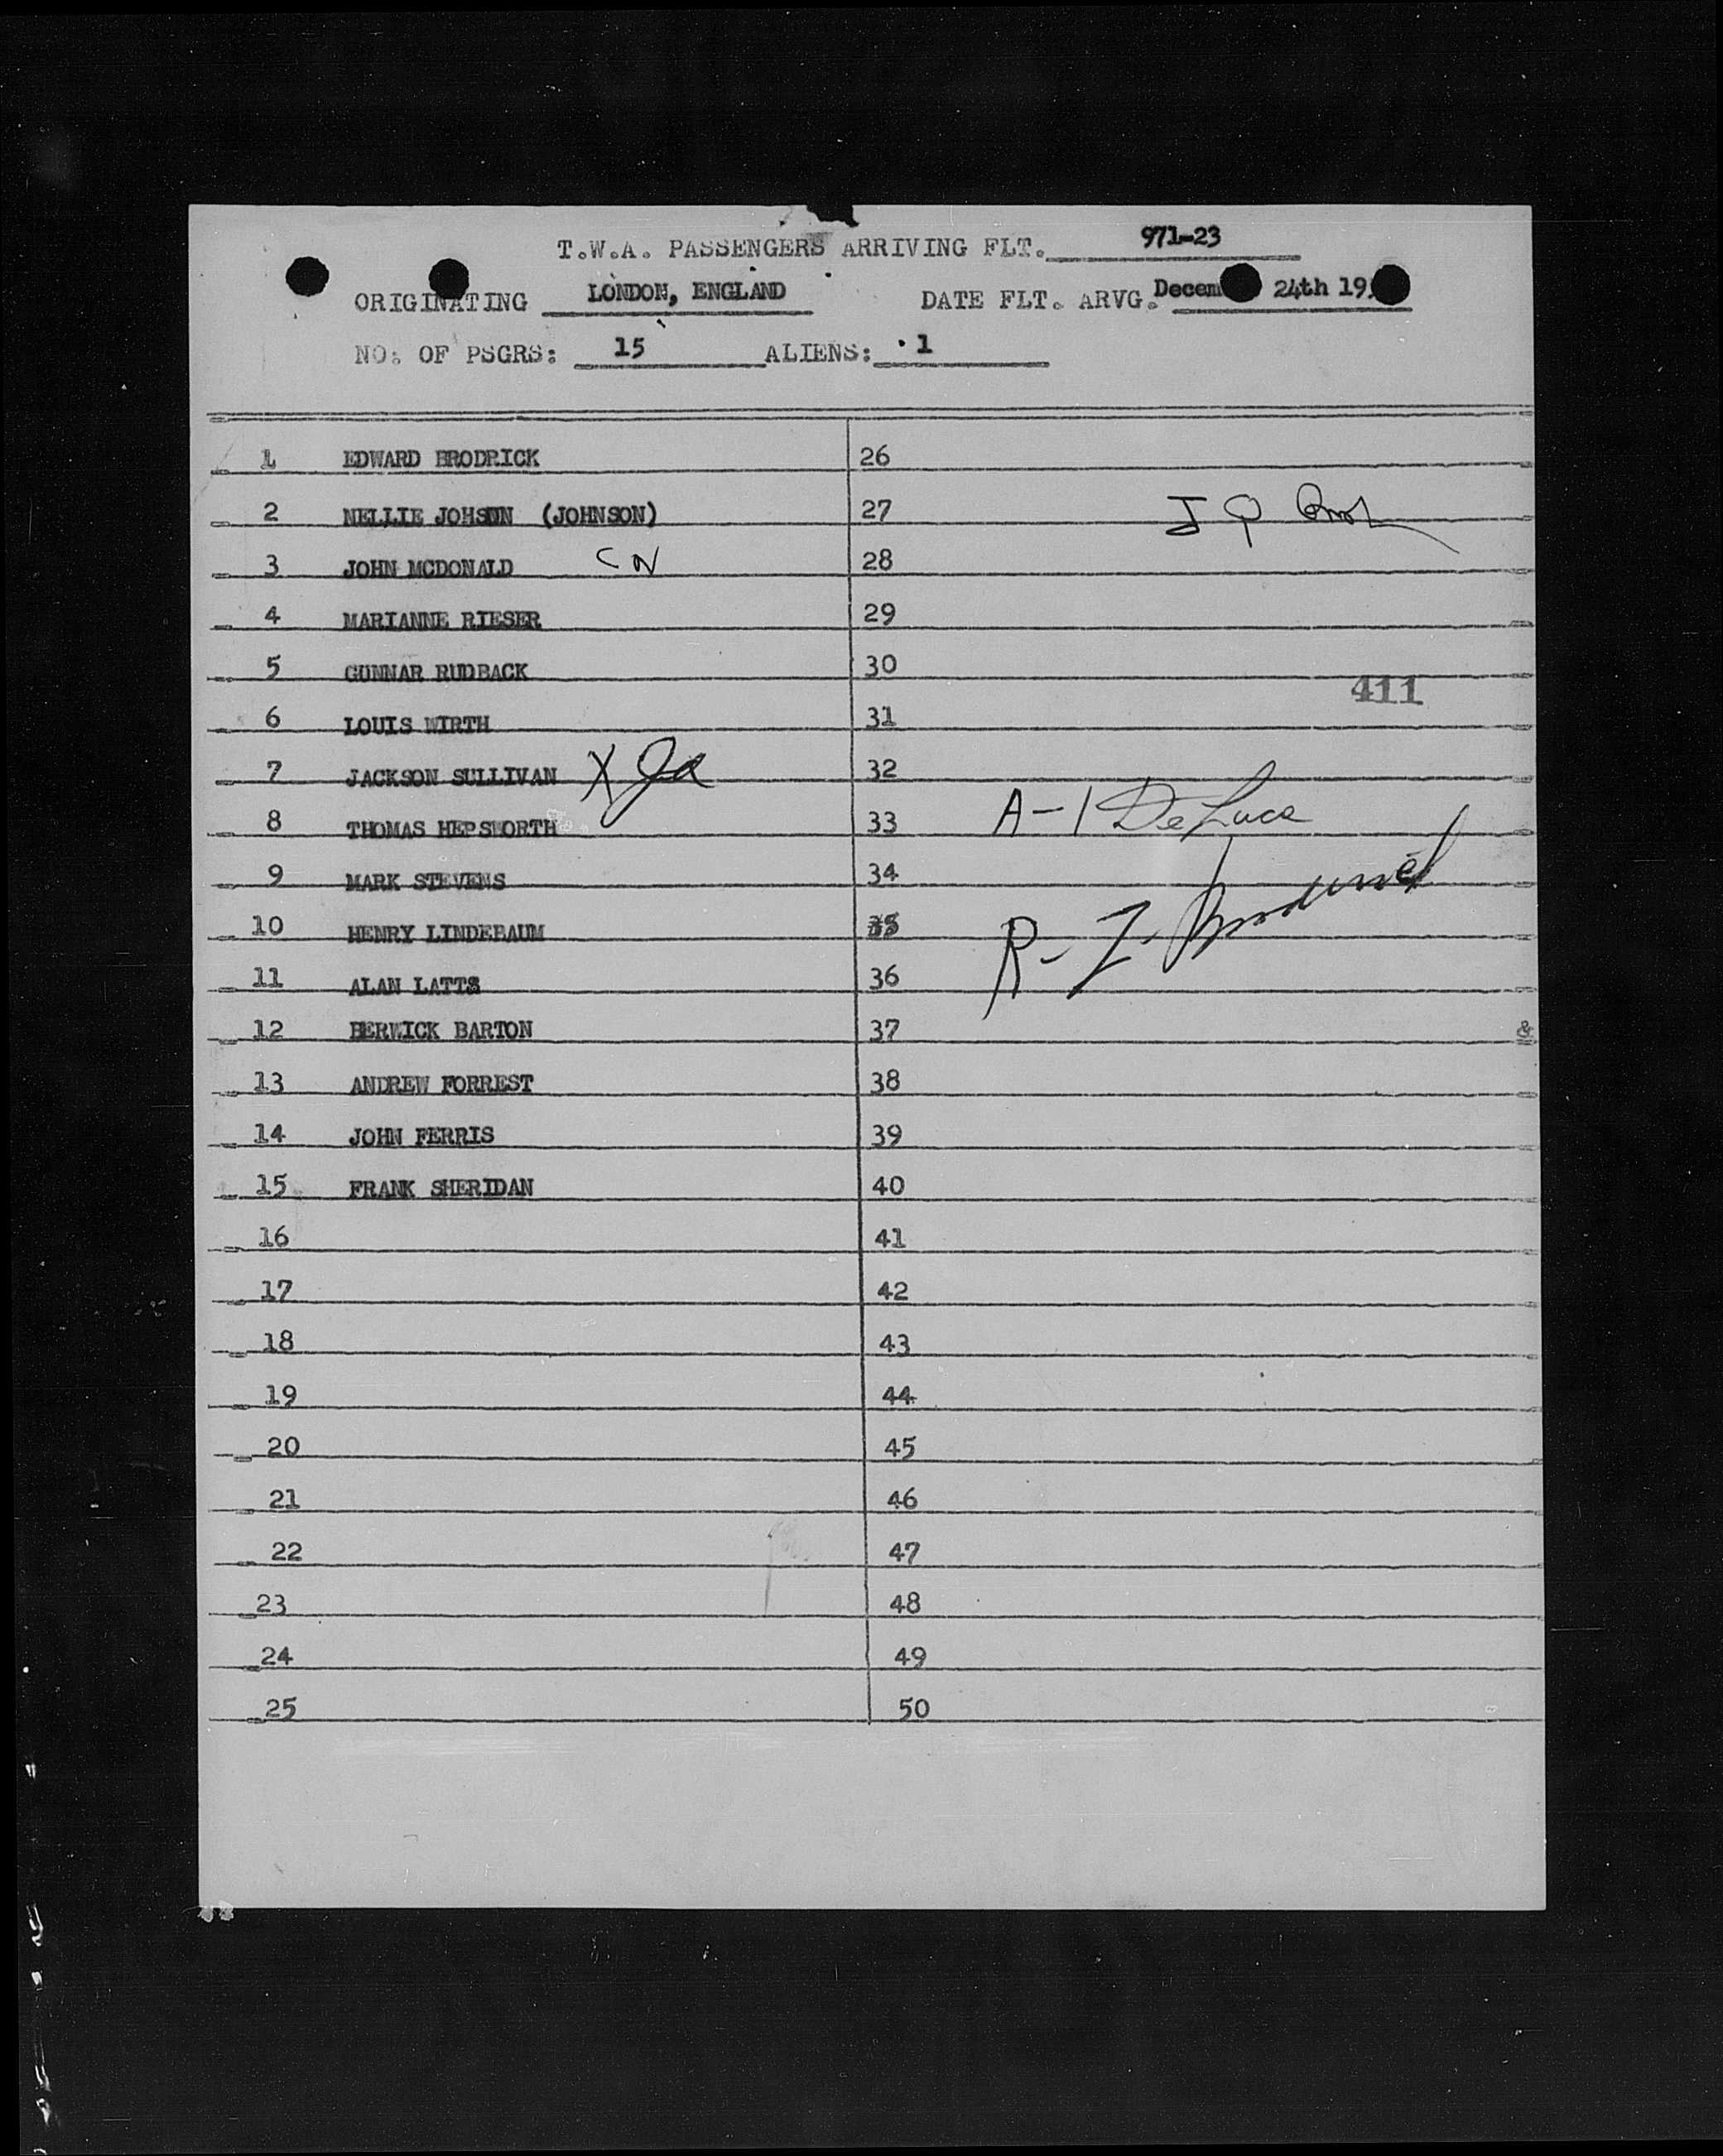 T.W.A. PASSENGERS ARRIVING FLT. 971-23
ORIGINATING LONDON, ENGLAND DATE FLT. ARVG. Decem 24th 19
NO. OF PSGRS: 15 ALIENS: 1
1 EDWARD BRODRICK 26
2 NELLIE JOHSON (JOHNSON) 27
3 JOHN MCDONALD CN 28
4 MARIANNE RIESER 29
5 GUNNAR RUDBACK 30
411
6 LOUIS WIRTH 31
7 JACKSON SULLIVAN X 32
8 THOMAS HEPSWORTH 33 A-1 DeLuca
9 MARK STEVENS 34
10 HENRY LINDEBAUM 35 R-
11 ALAN LATTS 36
12 BERWICK BARTON 37 &
13 ANDREW FORREST 38
14 JOHN FERRIS 39
15 FRANK SHERIDAN 40
16 41
17 42
18 43
19 44
20 45
21 46
22 47
23 48
24 49
25 50